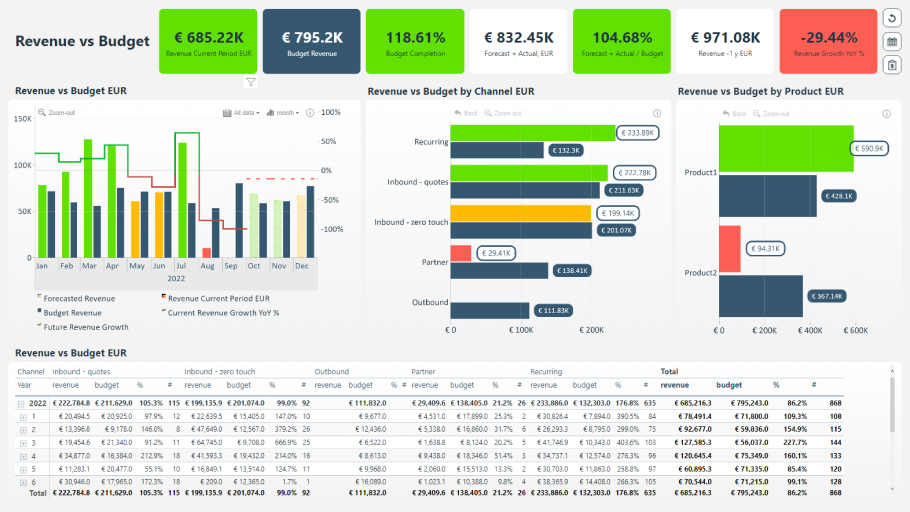 Revenue vs Budget
€ 685.22K
Revenue Current Period EUR
€ 795.2K
Budget Revenue
118.61%
Budget Completion
€ 832.45K
Forecast + Actual, EUR
104.68%
Forecast + Actual / Budget
€ 971.08K
Revenue -1 y EUR
-29.44%
Revenue Growth YoY %
Revenue vs Budget EUR
Zoom-out
All data
month
150K
100K
50K
0
100%
50%
0%
-50%
-100%
Jan Feb Mar Apr May Jun Jul Aug Sep Oct Nov Dec
2022
Forecasted Revenue
Revenue Current Period EUR
Budget Revenue
Current Revenue Growth YoY %
Future Revenue Growth
Revenue vs Budget by Channel EUR
Back Zoom-out
Recurring
€ 233.89K
€ 132.3K
Inbound - quotes
€ 222.78K
€ 211.63K
Inbound - zero touch
€ 199.14K
€ 201.07K
Partner
€ 29.41K
€ 138.41K
Outbound
€ 111.83K
€ 0 € 100K € 200K
Revenue vs Budget by Product EUR
Back Zoom-out
Product1
€ 590.9K
€ 428.1K
Product2
€ 94.31K
€ 367.14K
€ 0 € 200K € 400K € 600K
Revenue vs Budget EUR
Channel Inbound - quotes Inbound - zero touch Outbound Partner Recurring Total
Year revenue budget % # revenue budget % # revenue budget % # revenue budget % # revenue budget % # revenue budget % #
2022 € 222,784.8 € 211,629.0 105.3% 115 € 199,135.9 € 201,074.0 99.0% 92 € 111,832.0 € 29,409.6 € 138,405.0 21.2% 26 € 233,886.0 € 132,303.0 176.8% 635 € 685,216.3 € 795,243.0 86.2% 868
1 € 20,494.5 € 20,925.0 97.9% 12 € 22,639.5 € 15,405.0 147.0% 10 € 9,677.0 € 4,531.0 € 17,899.0 25.3% 2 € 30,826.4 € 7,894.0 390.5% 84 € 78,491.4 € 71,800.0 109.3% 108
2 € 13,396.8 € 9,178.0 146.0% 8 € 47,649.0 € 12,567.0 379.2% 26 € 12,436.0 € 5,338.0 € 16,860.0 31.7% 6 € 26,293.3 € 8,795.0 299.0% 75 € 92,677.0 € 59,836.0 154.9% 115
3 € 19,454.6 € 21,340.0 91.2% 11 € 64,745.0 € 9,708.0 666.9% 25 € 6,522.0 € 1,638.8 € 8,124.0 20.2% 5 € 41,746.9 € 10,343.0 403.6% 103 € 127,585.3 € 56,037.0 227.7% 144
4 € 34,877.0 € 16,384.0 212.9% 18 € 41,593.3 € 19,432.0 214.0% 16 € 8,613.0 € 9,438.0 € 18,346.0 51.4% 3 € 34,737.1 € 12,574.0 276.3% 96 € 120,645.4 € 75,349.0 160.1% 133
5 € 11,283.1 € 20,477.0 55.1% 10 € 16,849.1 € 13,514.0 124.7% 11 € 9,968.0 € 2,060.0 € 15,513.0 13.3% 2 € 30,703.0 € 11,863.0 258.8% 97 € 60,895.3 € 71,335.0 85.4% 120
6 € 30,946.0 € 17,965.0 172.3% 18 € 209.0 € 12,365.0 1.7% 1 € 16,089.0 € 1,023.0 € 10,388.0 9.8% 4 € 38,365.9 € 14,408.0 266.3% 105 € 70,544.0 € 71,215.0 99.1% 128
Total € 222,784.8 € 211,629.0 105.3% 115 € 199,135.9 € 201,074.0 99.0% 92 € 111,832.0 € 29,409.6 € 138,405.0 21.2% 26 € 233,886.0 € 132,303.0 176.8% 635 € 685,216.3 € 795,243.0 86.2% 868